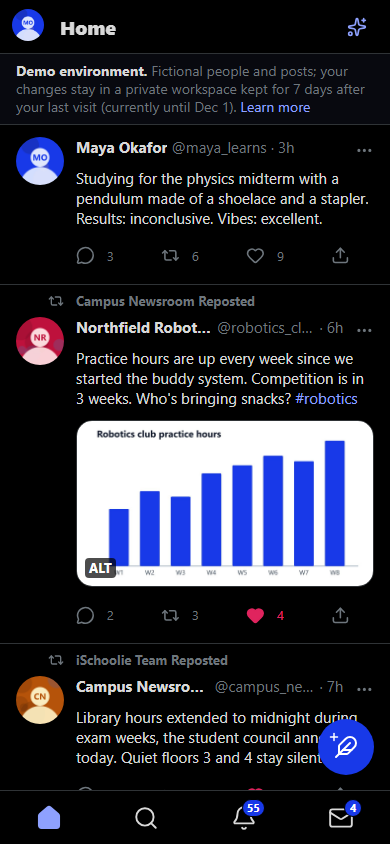 MO
Home
Demo environment. Fictional people and posts; your
changes stay in a private workspace kept for 7 days after
your last visit (currently until Dec 1). Learn more
MO
Maya Okafor @maya_learns · 3h
Studying for the physics midterm with a
pendulum made of a shoelace and a stapler.
Results: inconclusive. Vibes: excellent.
3 6 9
Campus Newsroom Reposted
NR
Northfield Robot... @robotics_cl... · 6h
Practice hours are up every week since we
started the buddy system. Competition is in
3 weeks. Who's bringing snacks? #robotics
Robotics club practice hours
ALT
W2 W3 W4 W5 W6 W7 W8
2 3 4
iSchoolie Team Reposted
CN
Campus Newsro... @campus_ne... · 7h
Library hours extended to midnight during
exam weeks, the student council
today. Quiet floors 3 and 4 stay silent
55 4